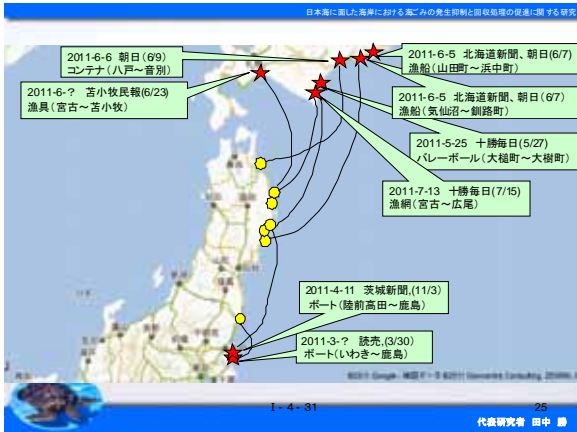 日本海に面した海岸における海ごみの発生抑制と回収処理の促進に関する研究
2011-6-6 朝日(6/9)
コンテナ(八戸～音別)
2011-6-? 苫小牧民報(6/23)
漁具(宮古～苫小牧)
2011-6-5 北海道新聞、朝日(6/7)
漁船(山田町～浜中町)
2011-6-5 北海道新聞、朝日(6/7)
漁船(気仙沼～釧路町)
2011-5-25 十勝毎日(5/27)
バレーボール(大槌町～大樹町)
2011-7-13 十勝毎日(7/15)
漁網(宮古～広尾)
2011-4-11 茨城新聞,(11/3)
ボート(陸前高田～鹿島)
2011-3-? 読売,(3/30)
ボート(いわき～鹿島)
I - 4 - 31
25
代表研究者 田中 勝